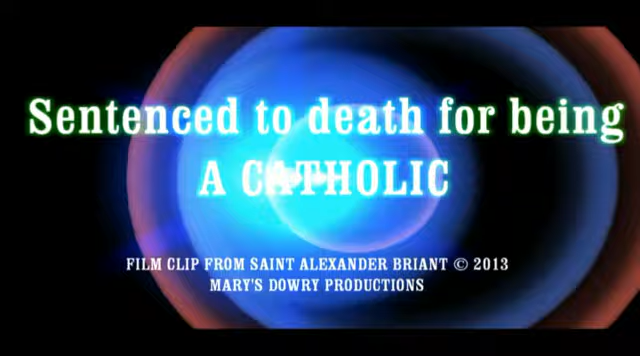 Sentenced to death for being
A CATHOLIC
FILM CLIP FROM SAINT ALEXANDER BRIANT © 2013
MARY'S DOWRY PRODUCTIONS